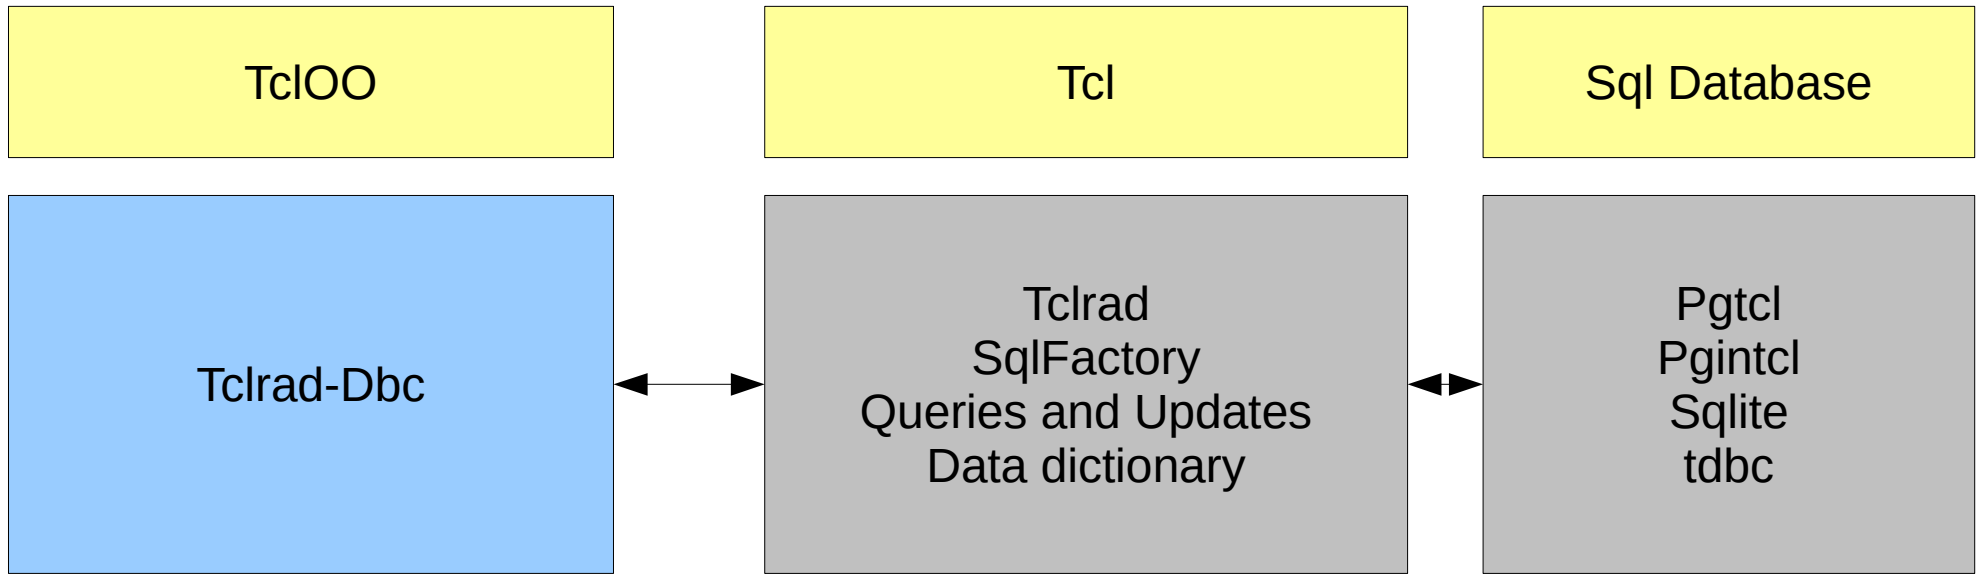 TclOO
Tcl
Sql Database
Tclrad-Dbc
Tclrad
SqlFactory
Queries and Updates
Data dictionary
Pgtcl
Pgintcl
Sqlite
tdbc